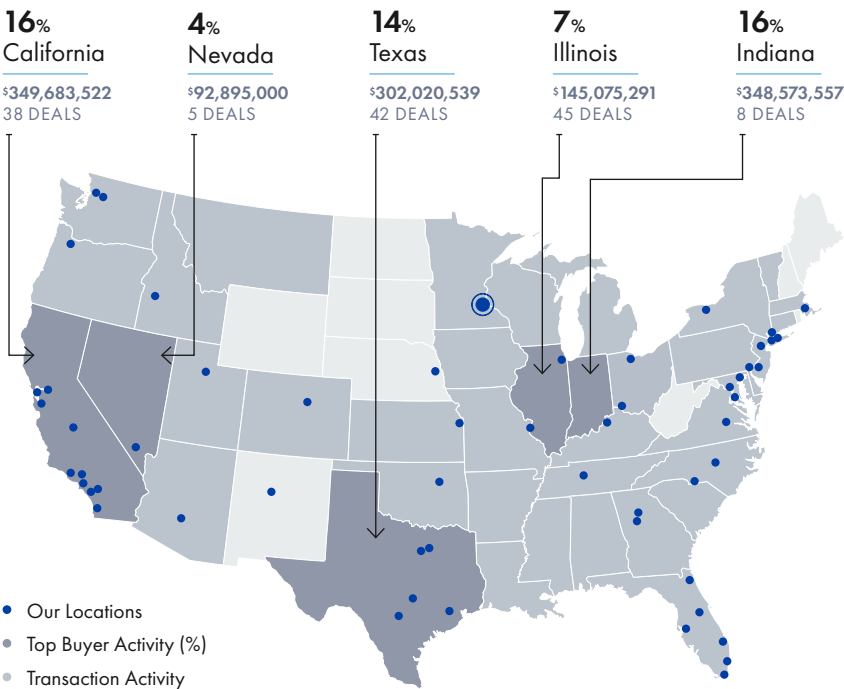 16%
California
$349,683,522
38 DEALS
4%
Nevada
$92,895,000
5 DEALS
14%
Texas
$302,020,539
42 DEALS
7%
Illinois
$145,075,291
45 DEALS
16%
Indiana
$348,573,557
8 DEALS
Our Locations
Top Buyer Activity (%)
Transaction Activity